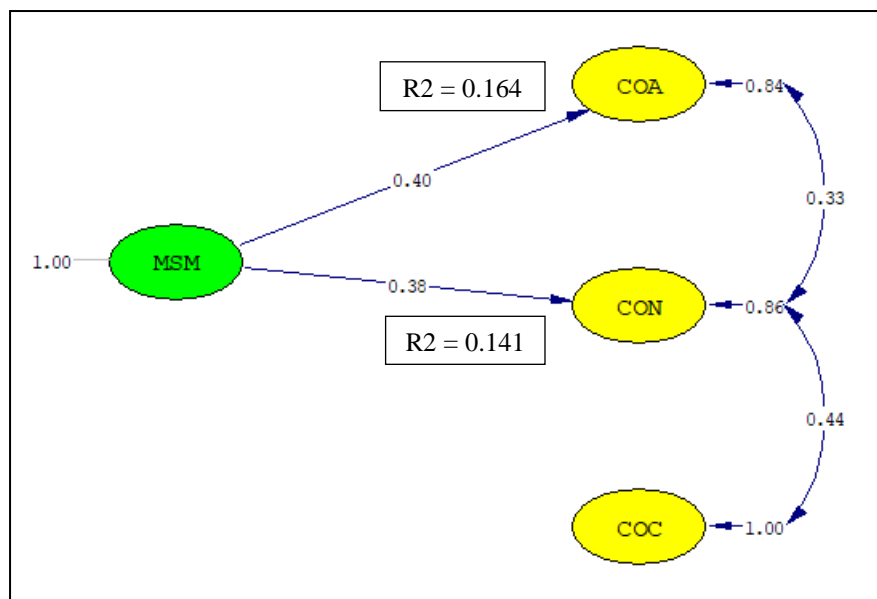 R2 = 0.164
COA
0.84
0.40
0.33
1.00
MSM
0.38
CON
0.86
R2 = 0.141
0.44
COC
1.00